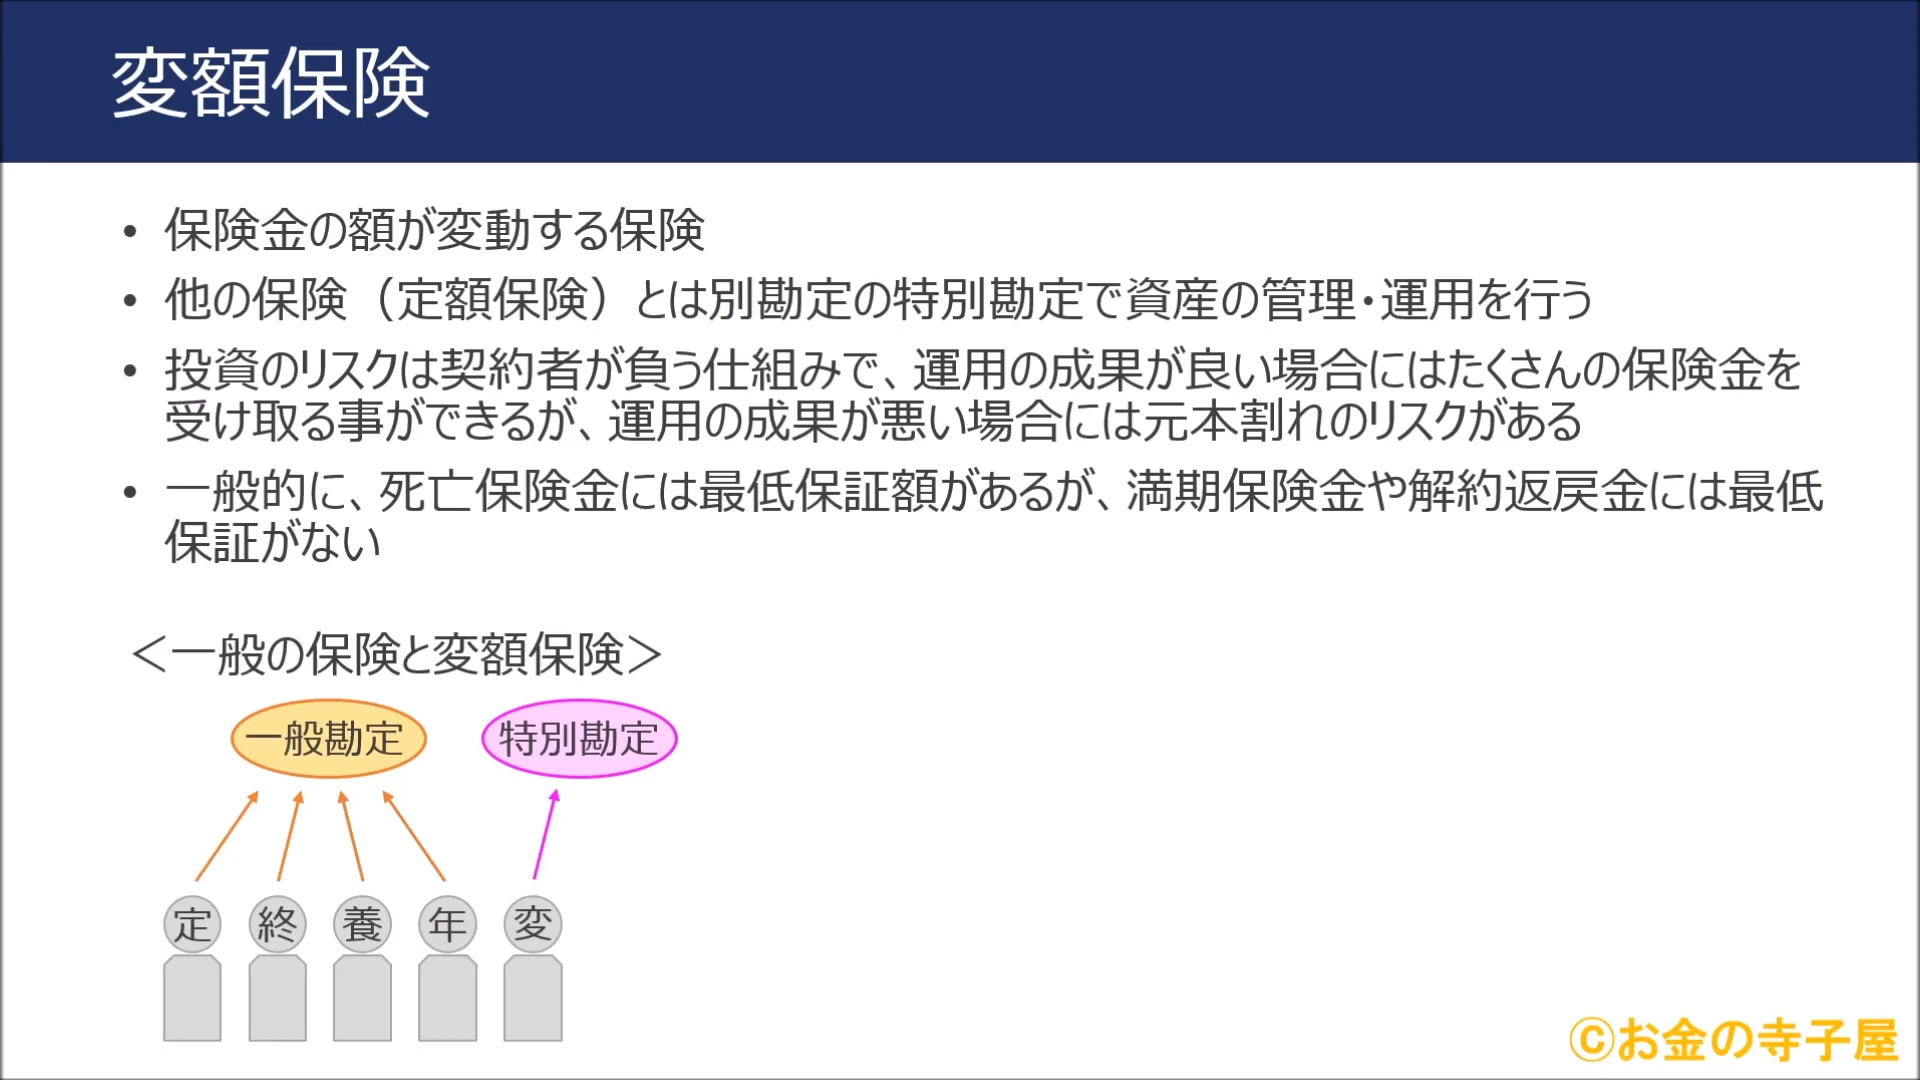 変額保険
• 保険金の額が変動する保険
• 他の保険（定額保険）とは別勘定の特別勘定で資産の管理・運用を行う
• 投資のリスクは契約者が負う仕組みで、運用の成果が良い場合にはたくさんの保険金を
受け取る事ができるが、運用の成果が悪い場合には元本割れのリスクがある
• 一般的に、死亡保険金には最低保証額があるが、満期保険金や解約返戻金には最低
保証がない
＜一般の保険と変額保険＞
一般勘定 特別勘定
定 終 養 年 変
©お金の寺子屋